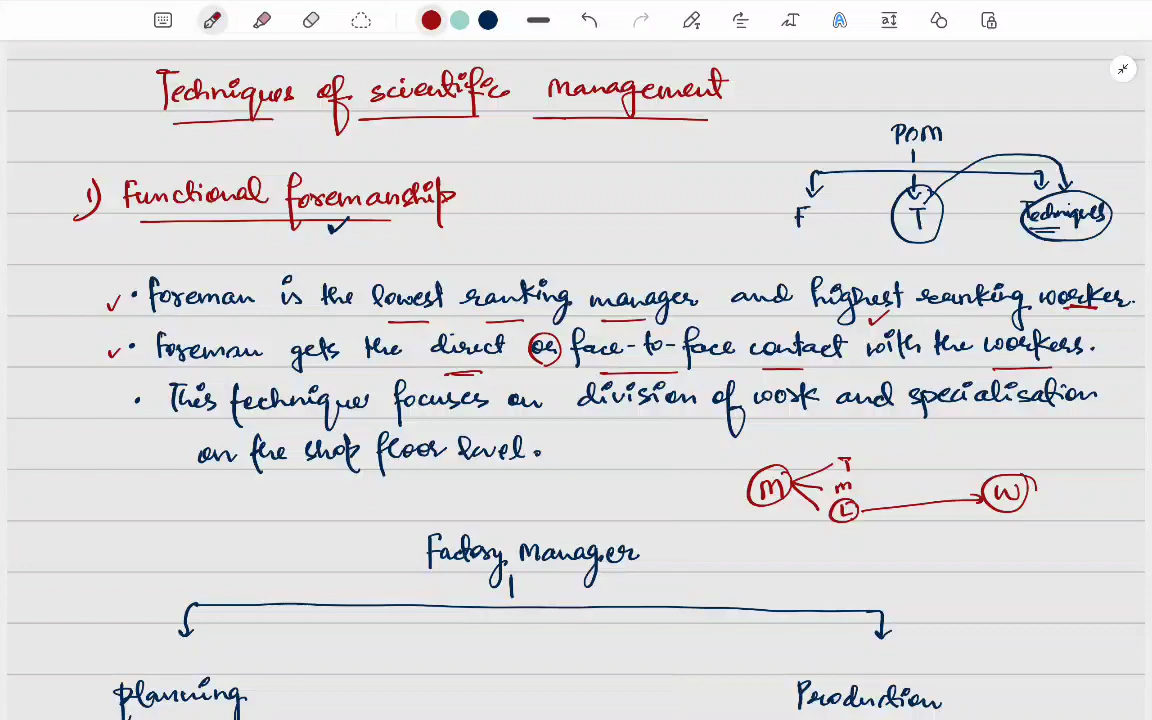 Techniques of scientific management
POM
F T Techniques
1) Functional foremanship
• Foreman is the lowest ranking manager and highest ranking worker.
• Foreman gets the direct or face-to-face contact with the workers.
• This technique focuses on division of work and specialisation
on the shop floor level.
T
M m W
L
Factory Manager
Planning Production